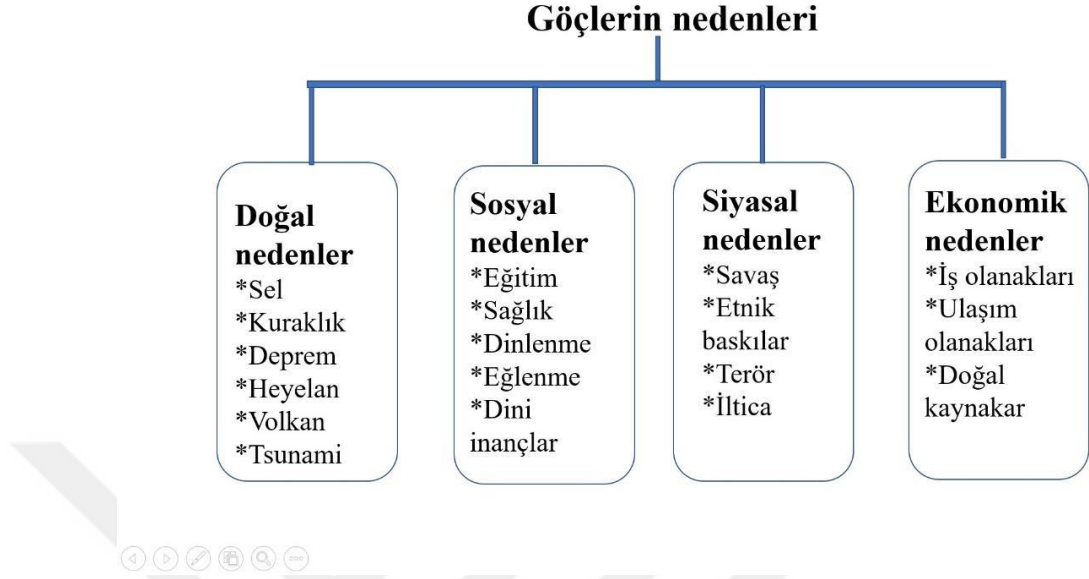 Göçlerin nedenleri
Doğal
nedenler
*Sel
*Kuraklık
*Deprem
*Heyelan
*Volkan
*Tsunami
Sosyal
nedenler
*Eğitim
*Sağlık
*Dinlenme
*Eğlenme
*Dini
inançlar
Siyasal
nedenler
*Savaş
*Etnik
baskılar
*Terör
*İltica
Ekonomik
nedenler
*İş olanakları
*Ulaşım
olanakları
*Doğal
kaynakar